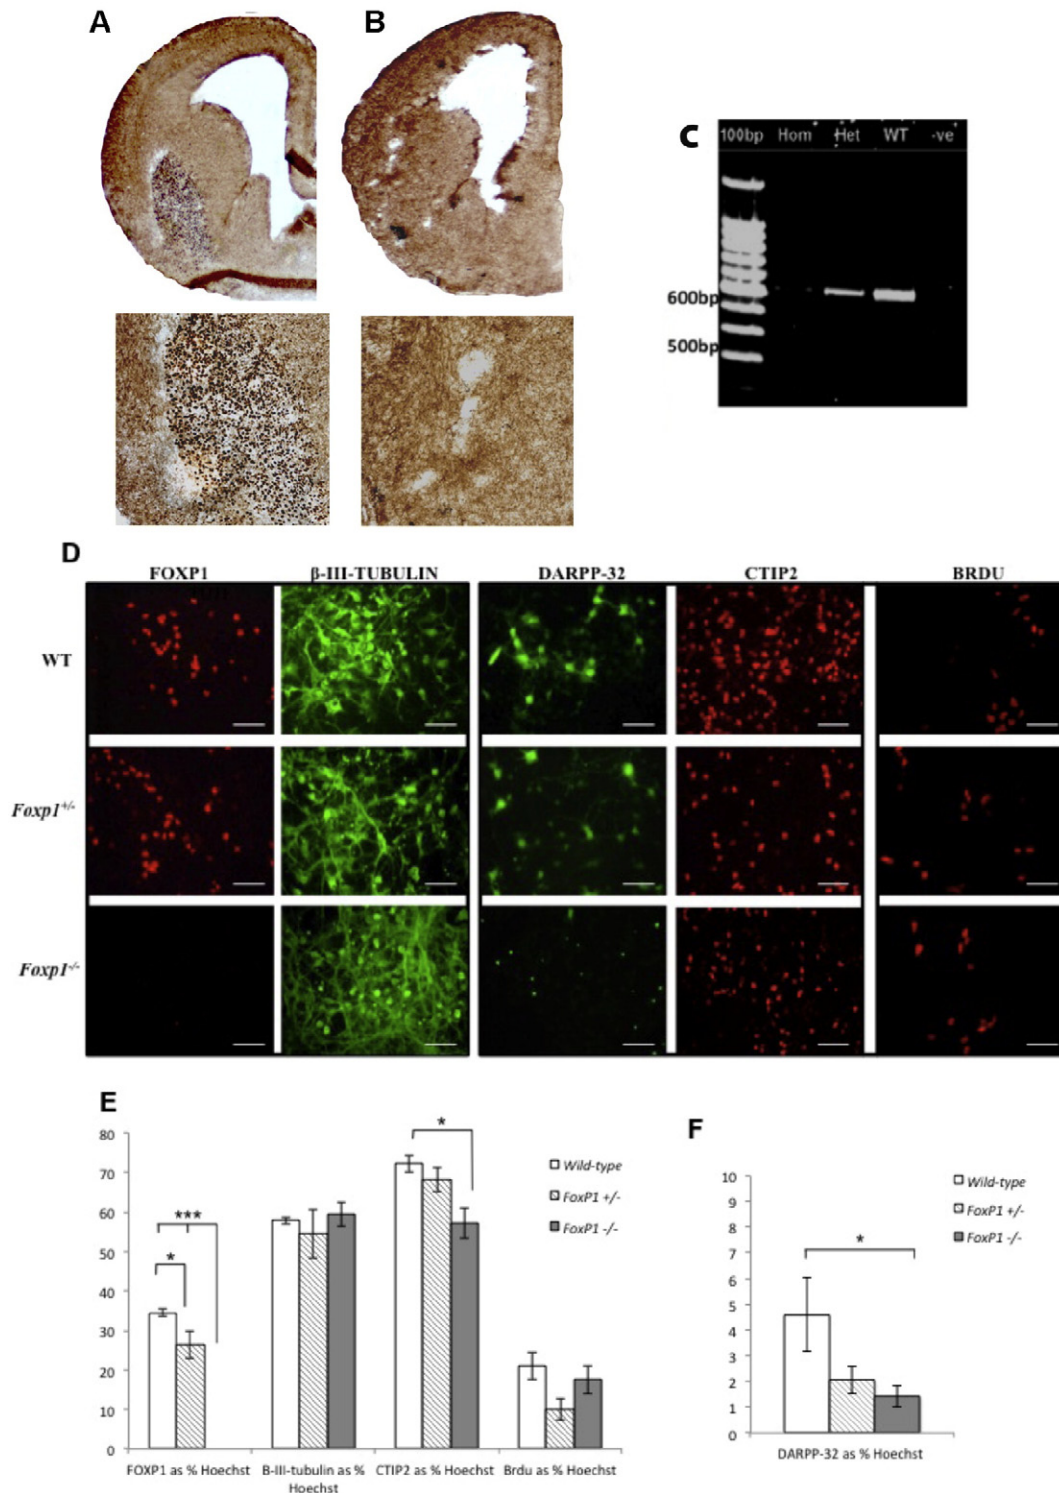 A
B
C
100bp Hom Het WT -ve
600bp
500bp
D
FOXP1 β-III-TUBULIN DARPP-32 CTIP2 BRDU
WT
Foxp1+/-
Foxp1-/-
E
80
70
60
50
40
30
20
10
0
***
*
*
Wild-type
FoxP1 +/-
FoxP1 -/-
FOXP1 as % Hoechst
B-III-tubulin as % Hoechst
CTIP2 as % Hoechst
Brdu as % Hoechst
F
10
9
8
7
6
5
4
3
2
1
0
*
Wild-type
FoxP1 +/-
FoxP1 -/-
DARPP-32 as % Hoechst